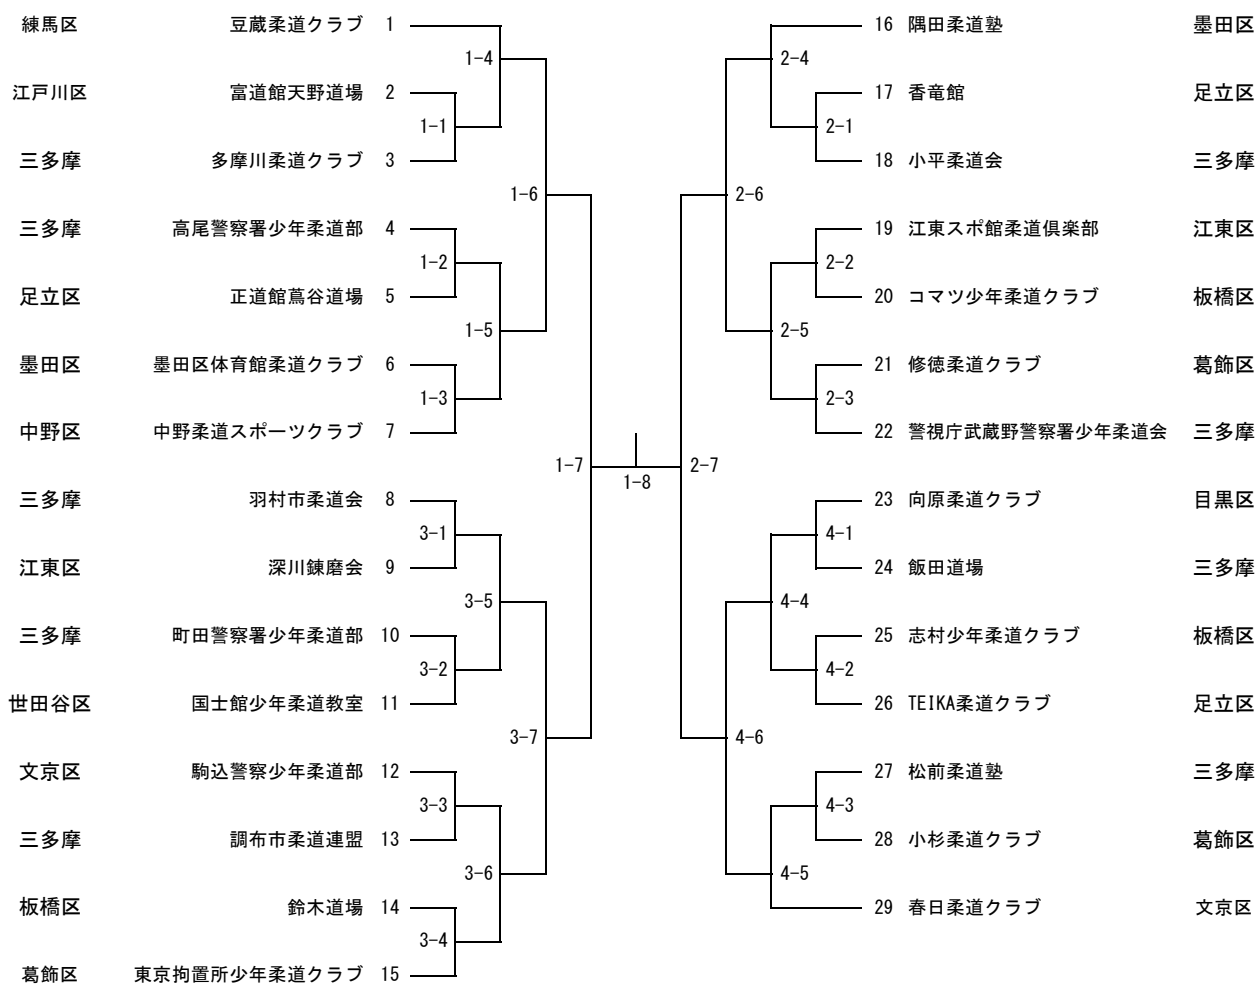 練馬区 豆蔵柔道クラブ 1
1-4
江戸川区 富道館天野道場 2
1-1
三多摩 多摩川柔道クラブ 3
1-6
三多摩 高尾警察署少年柔道部 4
1-2
足立区 正道館蔦谷道場 5
1-5
墨田区 墨田区体育館柔道クラブ 6
1-3
中野区 中野柔道スポーツクラブ 7
1-7
三多摩 羽村市柔道会 8
3-1
江東区 深川錬磨会 9
3-5
三多摩 町田警察署少年柔道部 10
3-2
世田谷区 国士館少年柔道教室 11
3-7
文京区 駒込警察少年柔道部 12
3-3
三多摩 調布市柔道連盟 13
3-6
板橋区 鈴木道場 14
3-4
葛飾区 東京拘置所少年柔道クラブ 15
1-8
16 隅田柔道塾 墨田区
2-4
17 香竜館 足立区
2-1
18 小平柔道会 三多摩
2-6
19 江東スポ館柔道倶楽部 江東区
2-2
20 コマツ少年柔道クラブ 板橋区
2-5
21 修徳柔道クラブ 葛飾区
2-3
22 警視庁武蔵野警察署少年柔道会 三多摩
2-7
23 向原柔道クラブ 目黒区
4-1
24 飯田道場 三多摩
4-4
25 志村少年柔道クラブ 板橋区
4-2
26 TEIKA柔道クラブ 足立区
4-6
27 松前柔道塾 三多摩
4-3
28 小杉柔道クラブ 葛飾区
4-5
29 春日柔道クラブ 文京区